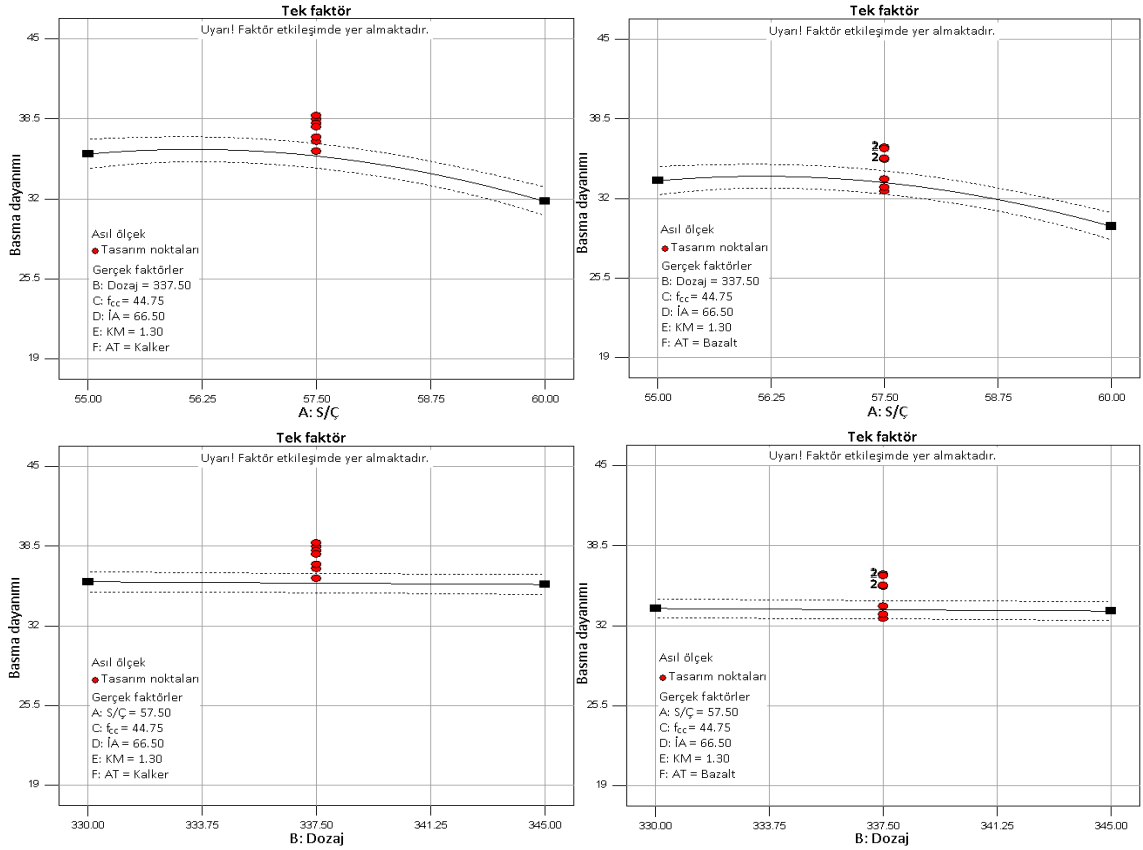 Tek faktör
Uyarı! Faktör etkileşimde yer almaktadır.
45
38.5
32
25.5
19
Basma dayanımı
Asıl ölçek
Tasarım noktaları
Gerçek faktörler
B: Dozaj = 337.50
C: fcc = 44.75
D: İA = 66.50
E: KM = 1.30
F: AT = Kalker
55.00 56.25 57.50 58.75 60.00
A: S/Ç
Tek faktör
Uyarı! Faktör etkileşimde yer almaktadır.
45
38.5
32
25.5
19
Basma dayanımı
2
2
Asıl ölçek
Tasarım noktaları
Gerçek faktörler
B: Dozaj = 337.50
C: fcc = 44.75
D: İA = 66.50
E: KM = 1.30
F: AT = Bazalt
55.00 56.25 57.50 58.75 60.00
A: S/Ç
Tek faktör
Uyarı! Faktör etkileşimde yer almaktadır.
45
38.5
32
25.5
19
Basma dayanımı
Asıl ölçek
Tasarım noktaları
Gerçek faktörler
A: S/Ç = 57.50
C: fcc = 44.75
D: İA = 66.50
E: KM = 1.30
F: AT = Kalker
330.00 333.75 337.50 341.25 345.00
B: Dozaj
Tek faktör
Uyarı! Faktör etkileşimde yer almaktadır.
45
38.5
32
25.5
19
Basma dayanımı
2
2
Asıl ölçek
Tasarım noktaları
Gerçek faktörler
A: S/Ç = 57.50
C: fcc = 44.75
D: İA = 66.50
E: KM = 1.30
F: AT = Bazalt
330.00 333.75 337.50 341.25 345.00
B: Dozaj